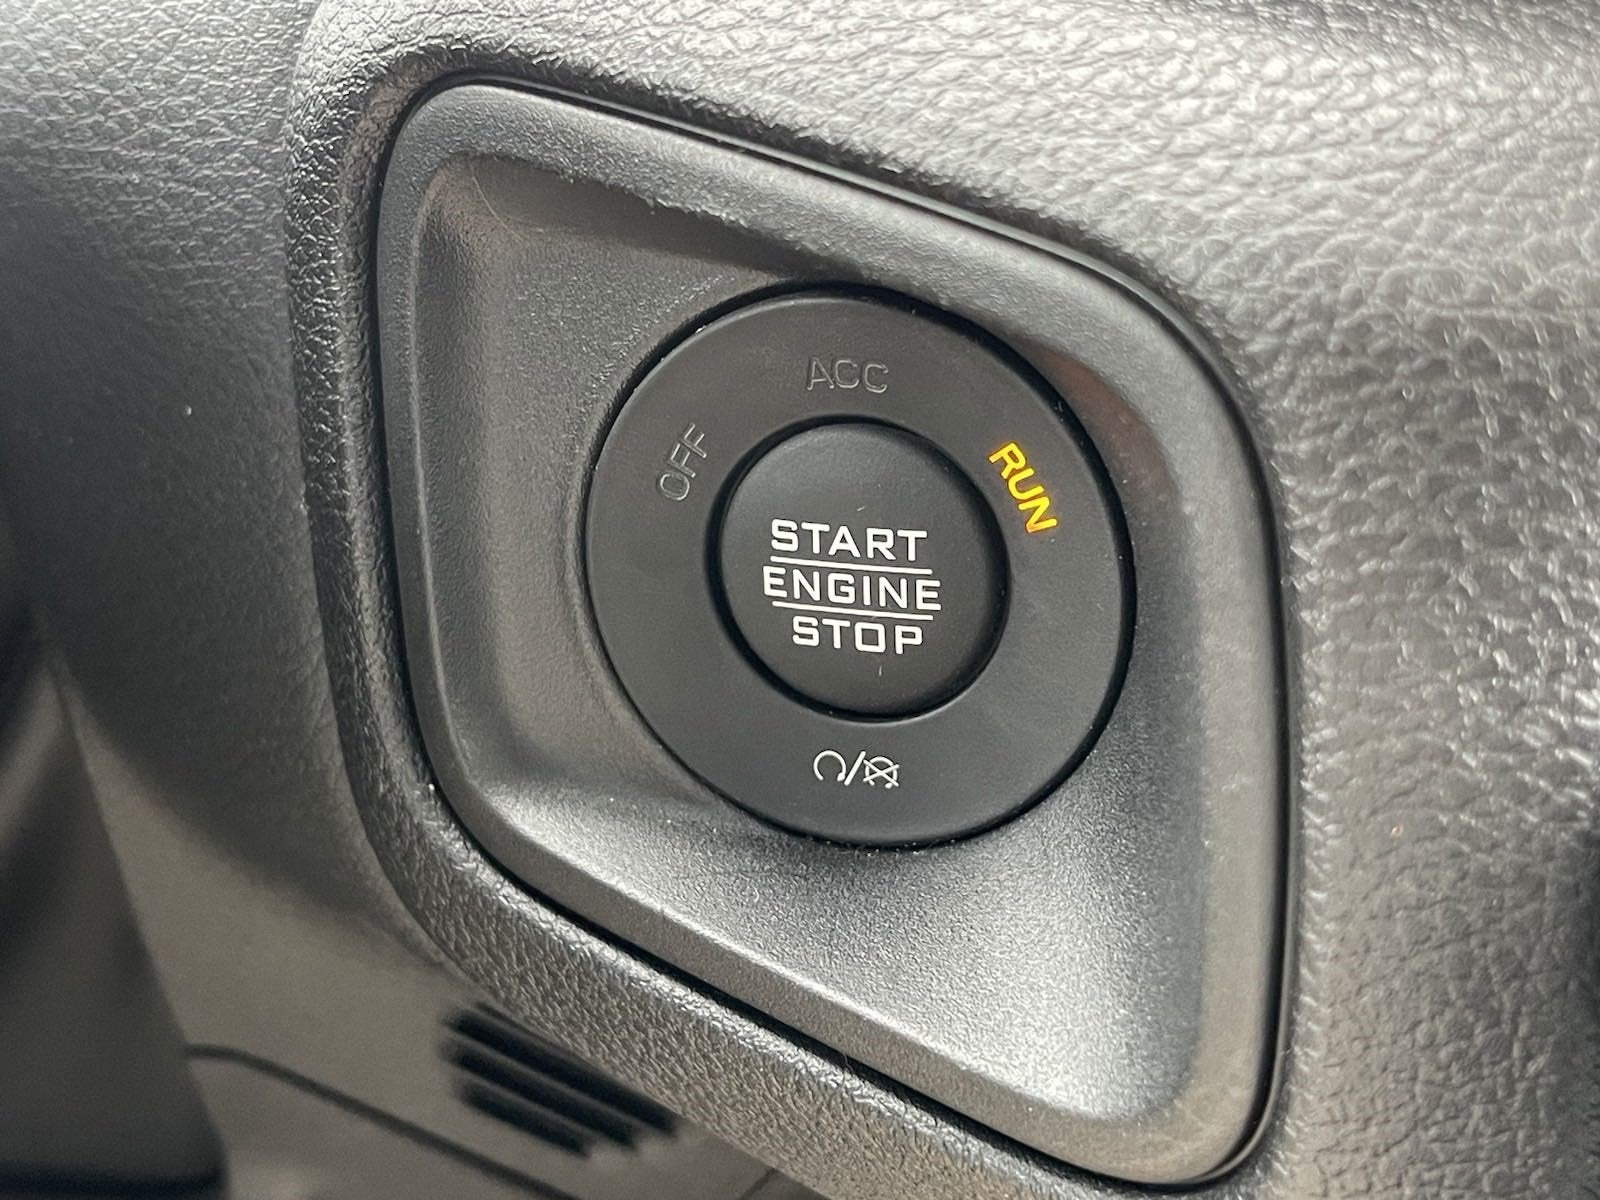 ACC
OFF
RUN
START
ENGINE
STOP